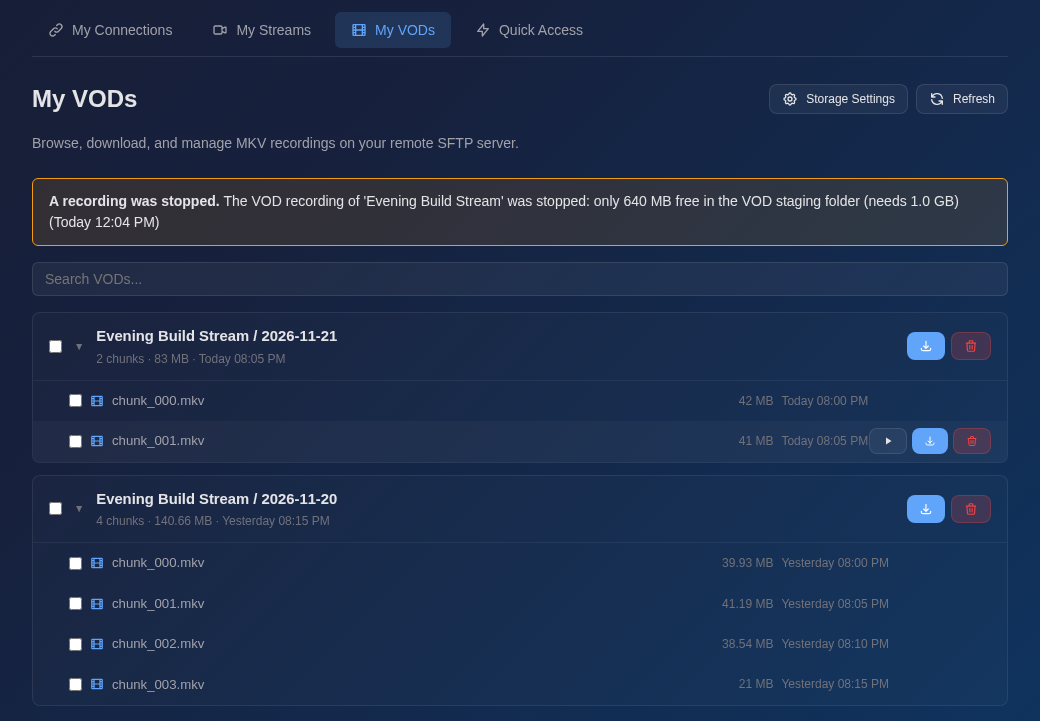 My Connections
My Streams
My VODs
Quick Access
My VODs
Storage Settings
Refresh
Browse, download, and manage MKV recordings on your remote SFTP server.
A recording was stopped. The VOD recording of 'Evening Build Stream' was stopped: only 640 MB free in the VOD staging folder (needs 1.0 GB)
(Today 12:04 PM)
Search VODs...
Evening Build Stream / 2026-11-21
2 chunks · 83 MB · Today 08:05 PM
chunk_000.mkv 42 MB Today 08:00 PM
chunk_001.mkv 41 MB Today 08:05 PM
Evening Build Stream / 2026-11-20
4 chunks · 140.66 MB · Yesterday 08:15 PM
chunk_000.mkv 39.93 MB Yesterday 08:00 PM
chunk_001.mkv 41.19 MB Yesterday 08:05 PM
chunk_002.mkv 38.54 MB Yesterday 08:10 PM
chunk_003.mkv 21 MB Yesterday 08:15 PM